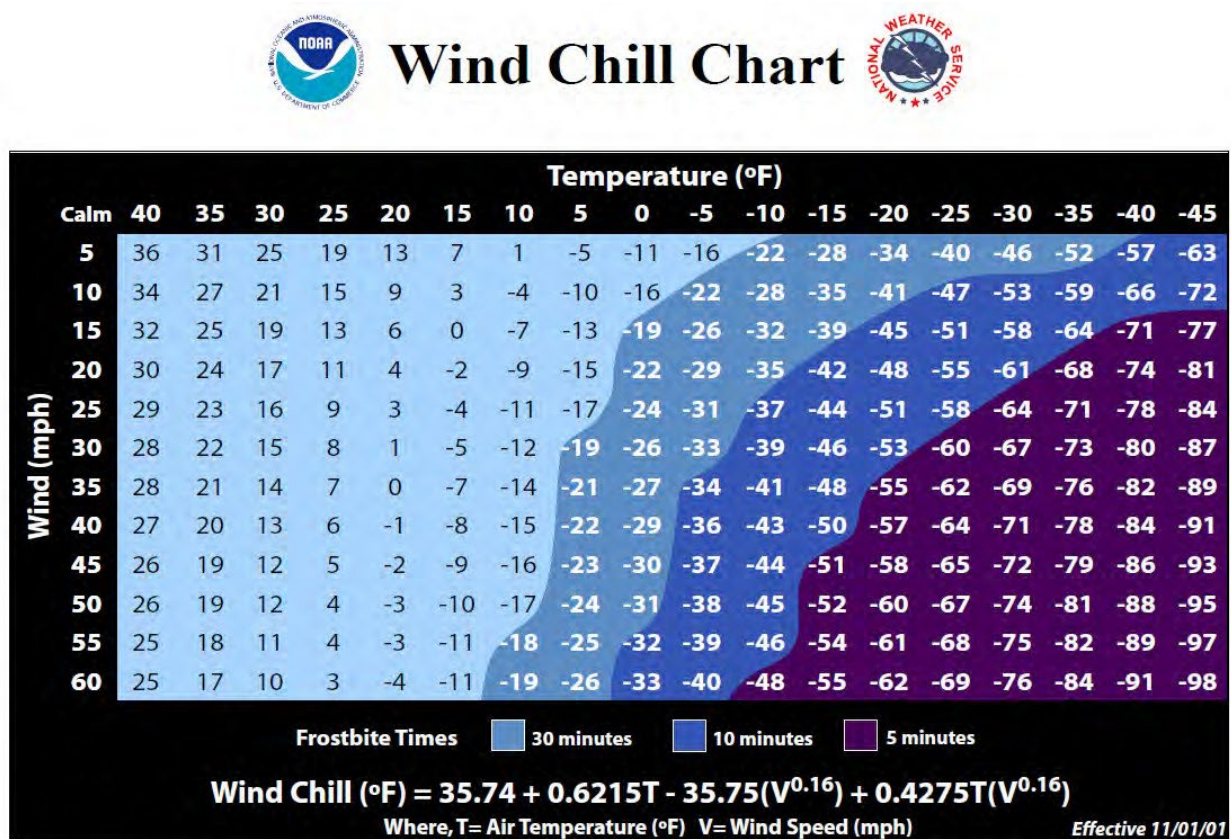 NATIONAL OCEANIC AND ATMOSPHERIC ADMINISTRATION
NOAA
U.S. DEPARTMENT OF COMMERCE
Wind Chill Chart
NATIONAL WEATHER SERVICE
Temperature (ºF)
Calm 40 35 30 25 20 15 10 5 0 -5 -10 -15 -20 -25 -30 -35 -40 -45
Wind (mph)
5 36 31 25 19 13 7 1 -5 -11 -16 -22 -28 -34 -40 -46 -52 -57 -63
10 34 27 21 15 9 3 -4 -10 -16 -22 -28 -35 -41 -47 -53 -59 -66 -72
15 32 25 19 13 6 0 -7 -13 -19 -26 -32 -39 -45 -51 -58 -64 -71 -77
20 30 24 17 11 4 -2 -9 -15 -22 -29 -35 -42 -48 -55 -61 -68 -74 -81
25 29 23 16 9 3 -4 -11 -17 -24 -31 -37 -44 -51 -58 -64 -71 -78 -84
30 28 22 15 8 1 -5 -12 -19 -26 -33 -39 -46 -53 -60 -67 -73 -80 -87
35 28 21 14 7 0 -7 -14 -21 -27 -34 -41 -48 -55 -62 -69 -76 -82 -89
40 27 20 13 6 -1 -8 -15 -22 -29 -36 -43 -50 -57 -64 -71 -78 -84 -91
45 26 19 12 5 -2 -9 -16 -23 -30 -37 -44 -51 -58 -65 -72 -79 -86 -93
50 26 19 12 4 -3 -10 -17 -24 -31 -38 -45 -52 -60 -67 -74 -81 -88 -95
55 25 18 11 4 -3 -11 -18 -25 -32 -39 -46 -54 -61 -68 -75 -82 -89 -97
60 25 17 10 3 -4 -11 -19 -26 -33 -40 -48 -55 -62 -69 -76 -84 -91 -98
Frostbite Times 30 minutes 10 minutes 5 minutes
Wind Chill (ºF) = 35.74 + 0.6215T - 35.75(V^0.16) + 0.4275T(V^0.16)
Where, T= Air Temperature (ºF) V= Wind Speed (mph)
Effective 11/01/01